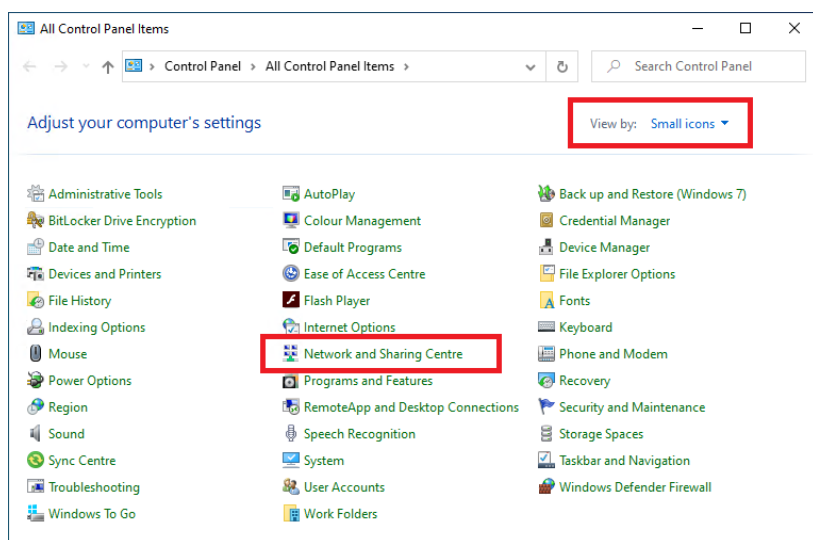 All Control Panel Items
Control Panel > All Control Panel Items >
Search Control Panel
Adjust your computer's settings
View by: Small icons
Administrative Tools
AutoPlay
Back up and Restore (Windows 7)
BitLocker Drive Encryption
Colour Management
Credential Manager
Date and Time
Default Programs
Device Manager
Devices and Printers
Ease of Access Centre
File Explorer Options
File History
Flash Player
Fonts
Indexing Options
Internet Options
Keyboard
Mouse
Network and Sharing Centre
Phone and Modem
Power Options
Programs and Features
Recovery
Region
RemoteApp and Desktop Connections
Security and Maintenance
Sound
Speech Recognition
Storage Spaces
Sync Centre
System
Taskbar and Navigation
Troubleshooting
User Accounts
Windows Defender Firewall
Windows To Go
Work Folders